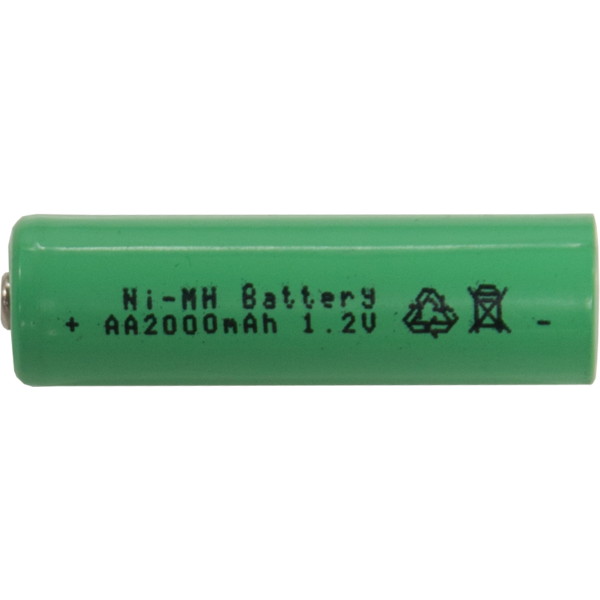 Ni-MH Battery
+ AA2000mAh 1.2V -